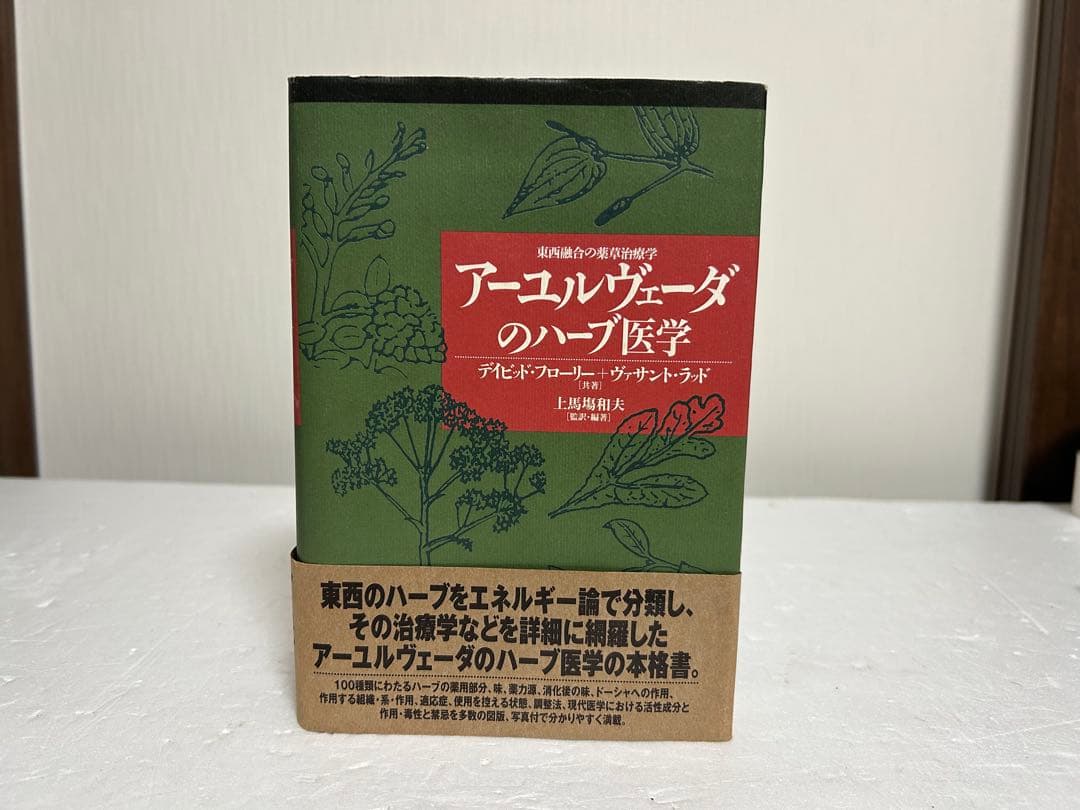 東西融合の薬草治療学
アーユルヴェーダ
のハーブ医学
デイビッド・フローリー＋ヴァサント・ラッド
[共著]
上馬塲和夫
[監訳・編著]
東西のハーブをエネルギー論で分類し、
その治療学などを詳細に網羅した
アーユルヴェーダのハーブ医学の本格書。
100種類にわたるハーブの薬用部分、味、薬力源、消化後の味、ドーシャへの作用、
作用する組織・系・作用、適応症、使用を控える状態、調整法、現代医学における活性成分と
作用・毒性と禁忌を多数の図版、写真付で分かりやすく満載。